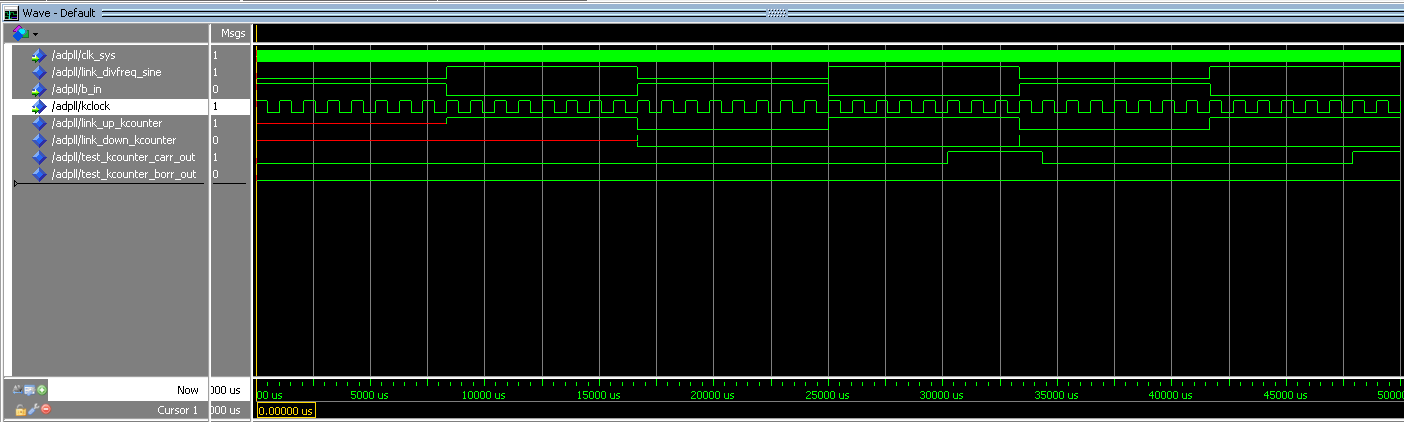 Wave - Default
Msgs
/adpll/clk_sys 1
/adpll/link_divfreq_sine 1
/adpll/b_in 0
/adpll/kclock 1
/adpll/link_up_kcounter 1
/adpll/link_down_kcounter 0
/adpll/test_kcounter_carr_out 1
/adpll/test_kcounter_borr_out 0
Now 000 us 00 us 5000 us 10000 us 15000 us 20000 us 25000 us 30000 us 35000 us 40000 us 45000 us 50000
Cursor 1 000 us 0.00000 us